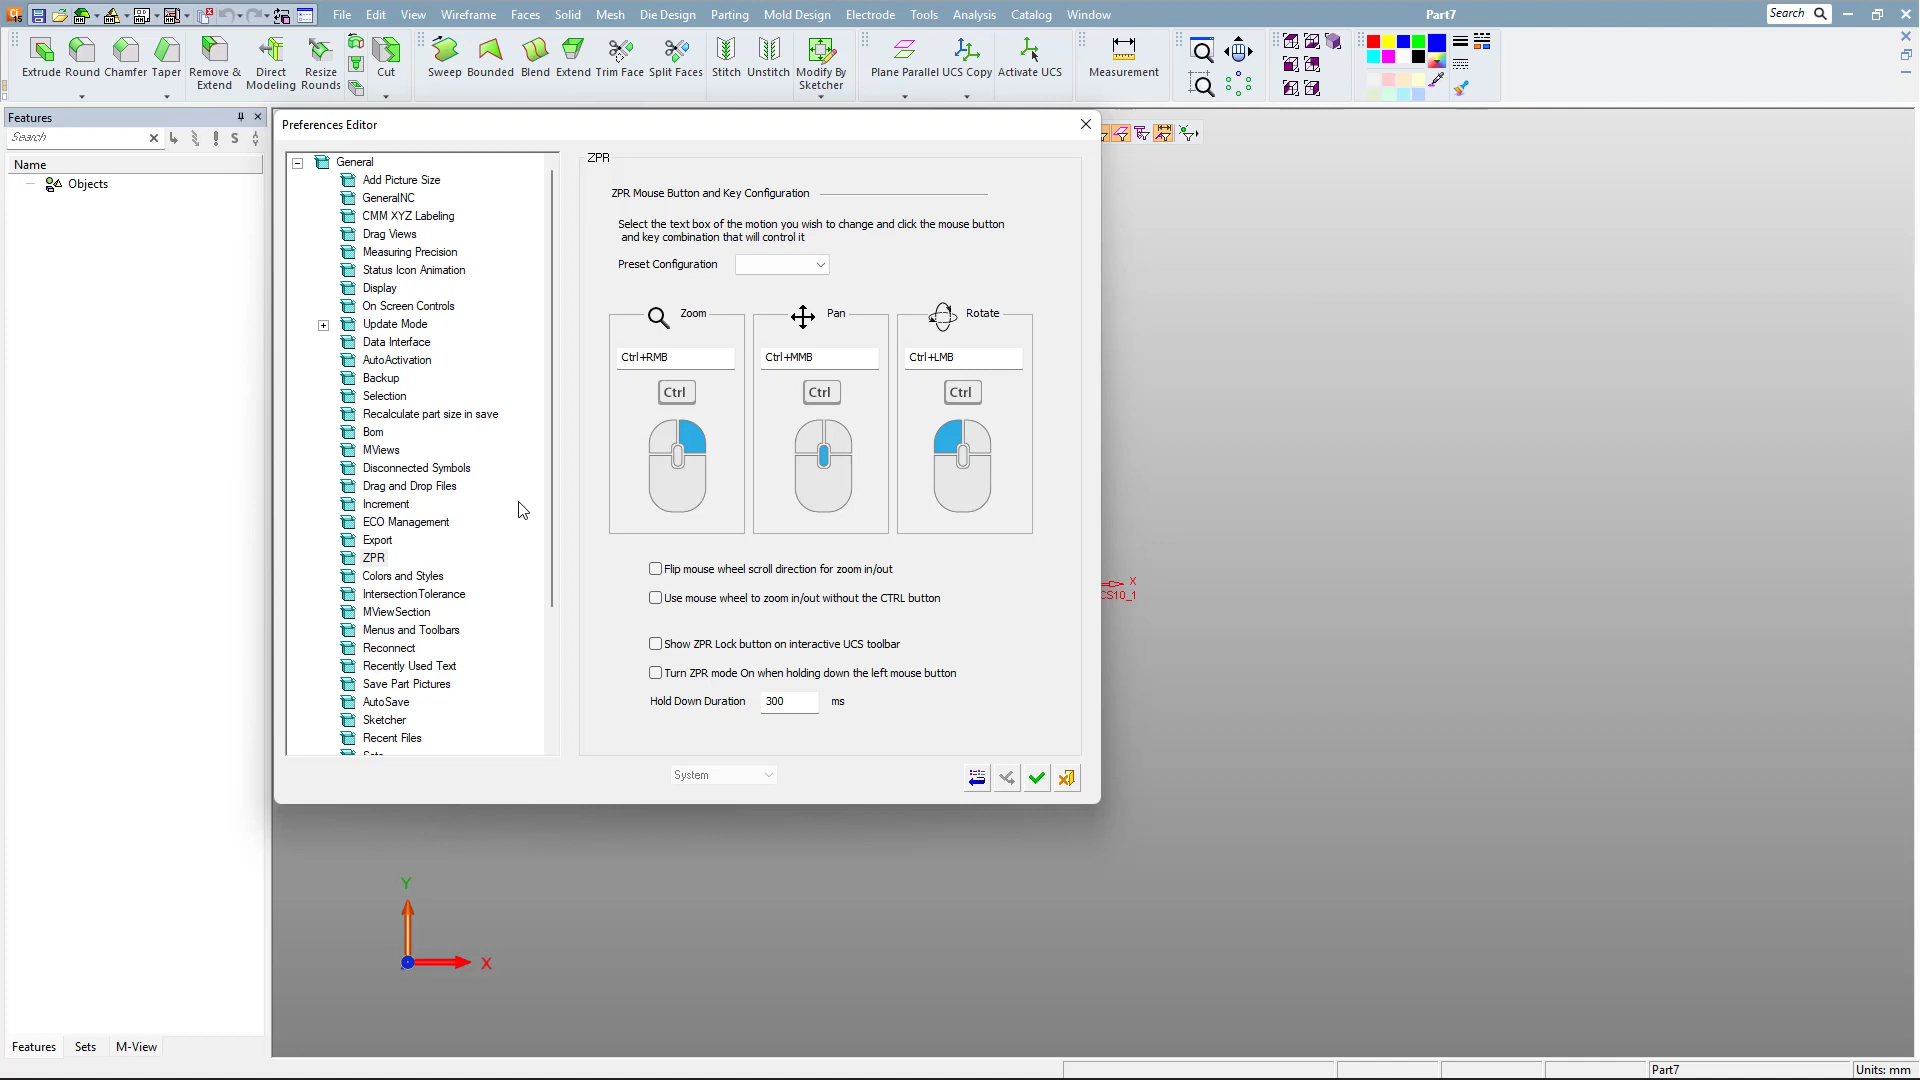 15 File Edit View Wireframe Faces Solid Mesh Die Design Parting Mold Design Electrode Tools Analysis Catalog Window Part7 Search
Extrude Round Chamfer Taper Remove & Extend Direct Modeling Resize Rounds Cut Sweep Bounded Blend Extend Trim Face Split Faces Stitch Unstitch Modify By Sketcher Plane Parallel UCS Copy Activate UCS Measurement
Features
Search
S
Name
Objects
Preferences Editor
General
Add Picture Size
GeneralNC
CMM XYZ Labeling
Drag Views
Measuring Precision
Status Icon Animation
Display
On Screen Controls
Update Mode
Data Interface
AutoActivation
Backup
Selection
Recalculate part size in save
Bom
MViews
Disconnected Symbols
Drag and Drop Files
Increment
ECO Management
Export
ZPR
Colors and Styles
IntersectionTolerance
MViewSection
Menus and Toolbars
Reconnect
Recently Used Text
Save Part Pictures
AutoSave
Sketcher
Recent Files
ZPR
ZPR Mouse Button and Key Configuration
Select the text box of the motion you wish to change and click the mouse button
and key combination that will control it
Preset Configuration
Zoom Pan Rotate
Ctrl+RMB Ctrl+MMB Ctrl+LMB
Ctrl Ctrl Ctrl
Flip mouse wheel scroll direction for zoom in/out
Use mouse wheel to zoom in/out without the CTRL button
Show ZPR Lock button on interactive UCS toolbar
Turn ZPR mode On when holding down the left mouse button
Hold Down Duration 300 ms
System
X
CS10_1
Y
X
Features Sets M-View
Part7 Units: mm